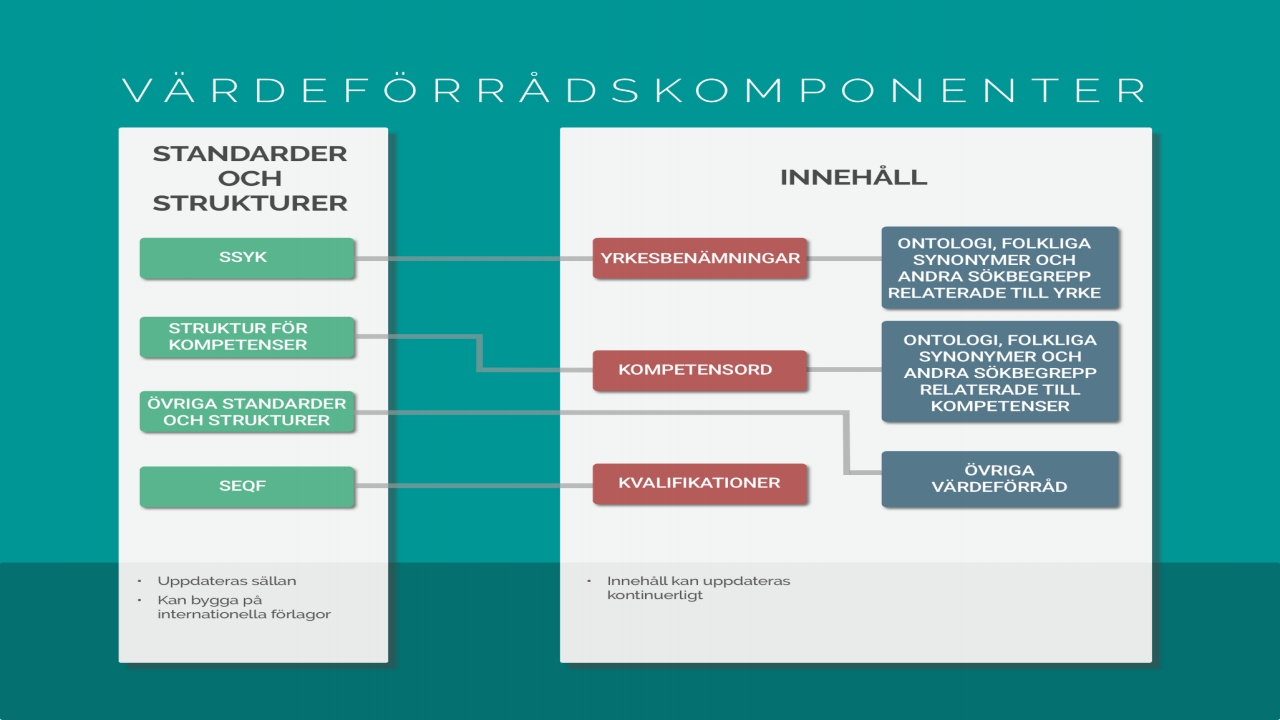 VÄRDEFÖRRÅDSKOMPONENTER
STANDARDER
OCH
STRUKTURER
SSYK
STRUKTUR FÖR
KOMPETENSER
ÖVRIGA STANDARDER
OCH STRUKTURER
SEQF
• Uppdateras sällan
• Kan bygga på
internationella förlagor
INNEHÅLL
YRKESBENÄMNINGAR
ONTOLOGI, FOLKLIGA
SYNONYMER OCH
ANDRA SÖKBEGREPP
RELATERADE TILL YRKE
KOMPETENSORD
ONTOLOGI, FOLKLIGA
SYNONYMER OCH
ANDRA SÖKBEGREPP
RELATERADE TILL
KOMPETENSER
KVALIFIKATIONER
ÖVRIGA
VÄRDEFÖRRÅD
• Innehåll kan uppdateras
kontinuerligt